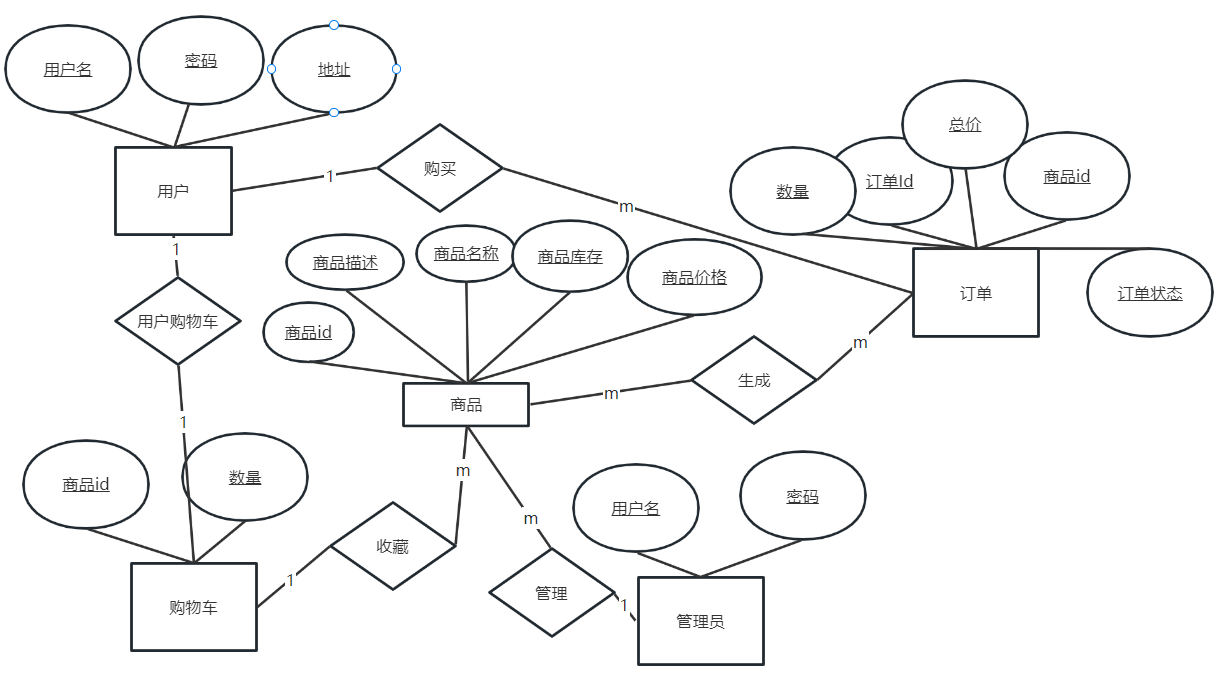 用户名
密码
地址
总价
数量
订单Id
商品id
用户
1
购买
m
1
商品描述
商品名称
商品库存
商品价格
订单
订单状态
用户购物车
商品id
m
生成
m
商品
1
m
商品id
数量
用户名
密码
m
收藏
1
管理
1
购物车
管理员